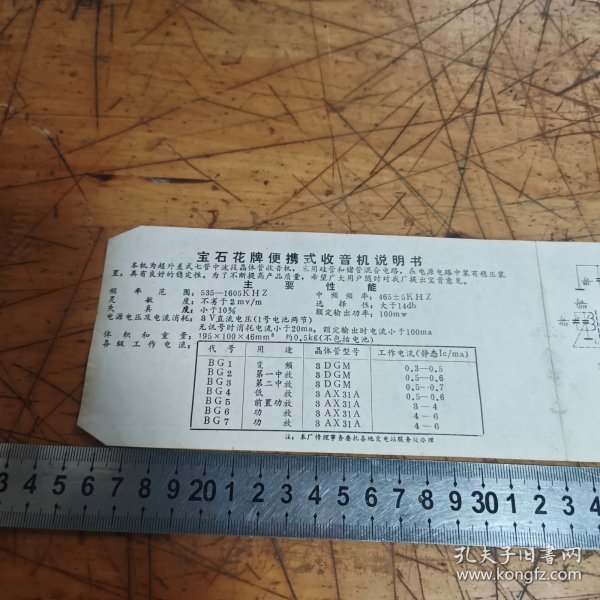 宝石花牌便携式收音机说明书
本机为超外差式七管中波段晶体管收音机，采用硅管和锗管混合电路，在电源电路中装有稳压装
置，具有良好的稳定性，为了不断提高产品质量，希望广大用户随时对我厂提出宝贵意见。
主要性能
频率范围：535—1605KHZ 中频频率：465±5KHZ
灵敏度：不劣于2mv/m 选择性：大于14db
失真度：小于10% 额定输出功率：100mw
电源电压及电流消耗：3V直流电压(1号电池两节)
无讯号时消耗电流小于20ma，额定输出时电流小于100ma
体积和重量：195×100×46mm³ 约0.5kg(不包括电池)
各级工作电流：
代号 用途 晶体管型号 工作电流(静态Ic/ma)
BG1 变频 3DGM 0.3—0.5
BG2 第一中放 3DGM 0.5—0.6
BG3 第二中放 3DGM 0.5—0.7
BG4 低放 3AX31A 0.5—0.6
BG5 前置功放 3AX31A 3—4
BG6 功放 3AX31A 4—6
BG7 功放 3AX31A 4—6
注：本厂修理事务委托各地交电站服务处办理
3 4 5 6 7 8 9 20 1 2 3 4 5 6 7 8 9 30 1 2 3 4
孔夫子旧书网
www.kongfz.com